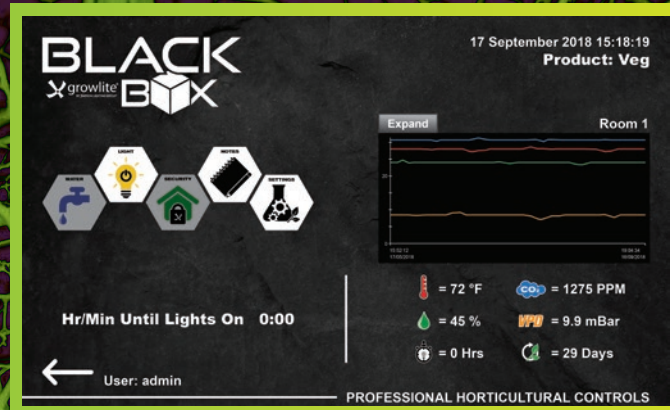 BLACK
growlite®
BOX
17 September 2018 15:18:19
Product: Veg
Expand
Room 1
WATER
LIGHT
SECURITY
NOTES
SETTINGS
20
0
= 72 °F
CO₂ = 1275 PPM
= 45 %
VPD = 9.9 mBar
= 0 Hrs
= 29 Days
Hr/Min Until Lights On 0:00
User: admin
PROFESSIONAL HORTICULTURAL CONTROLS